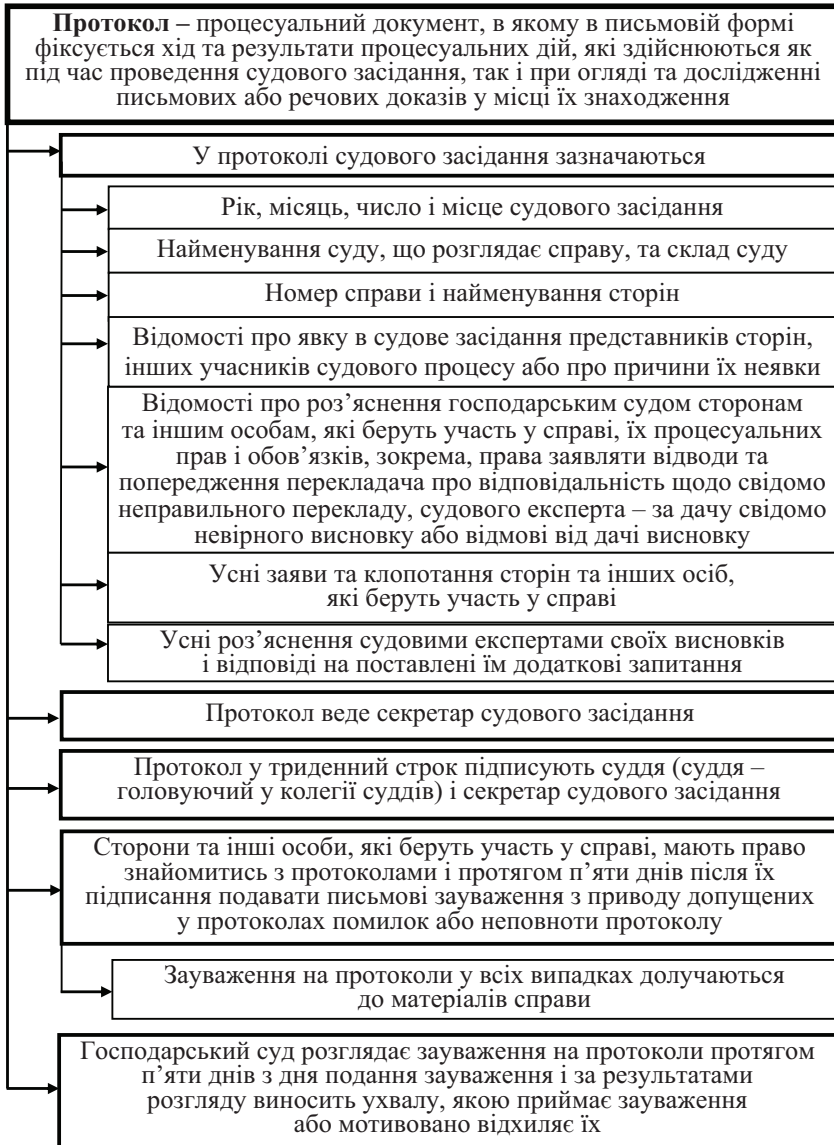 Протокол – процесуальний документ, в якому в письмовій формі
фіксується хід та результати процесуальних дій, які здійснюються як
під час проведення судового засідання, так і при огляді та дослідженні
письмових або речових доказів у місці їх знаходження
У протоколі судового засідання зазначаються
Рік, місяць, число і місце судового засідання
Найменування суду, що розглядає справу, та склад суду
Номер справи і найменування сторін
Відомості про явку в судове засідання представників сторін,
інших учасників судового процесу або про причини їх неявки
Відомості про роз’яснення господарським судом сторонам
та іншим особам, які беруть участь у справі, їх процесуальних
прав і обов’язків, зокрема, права заявляти відводи та
попередження перекладача про відповідальність щодо свідомо
неправильного перекладу, судового експерта – за дачу свідомо
невірного висновку або відмові від дачі висновку
Усні заяви та клопотання сторін та інших осіб,
які беруть участь у справі
Усні роз’яснення судовими експертами своїх висновків
і відповіді на поставлені їм додаткові запитання
Протокол веде секретар судового засідання
Протокол у триденний строк підписують суддя (суддя –
головуючий у колегії суддів) і секретар судового засідання
Сторони та інші особи, які беруть участь у справі, мають право
знайомитись з протоколами і протягом п’яти днів після їх
підписання подавати письмові зауваження з приводу допущених
у протоколах помилок або неповноти протоколу
Зауваження на протоколи у всіх випадках долучаються
до матеріалів справи
Господарський суд розглядає зауваження на протоколи протягом
п’яти днів з дня подання зауваження і за результатами
розгляду виносить ухвалу, якою приймає зауваження
або мотивовано відхиляє їх